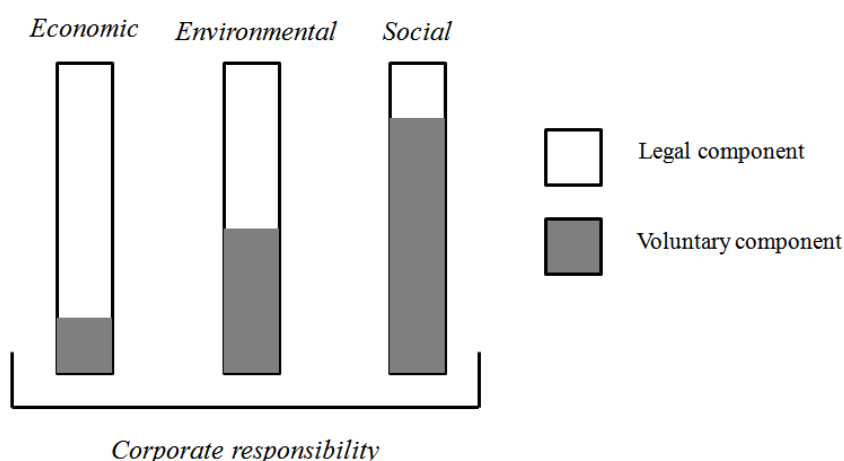 Economic Environmental Social
Legal component
Voluntary component
Corporate responsibility